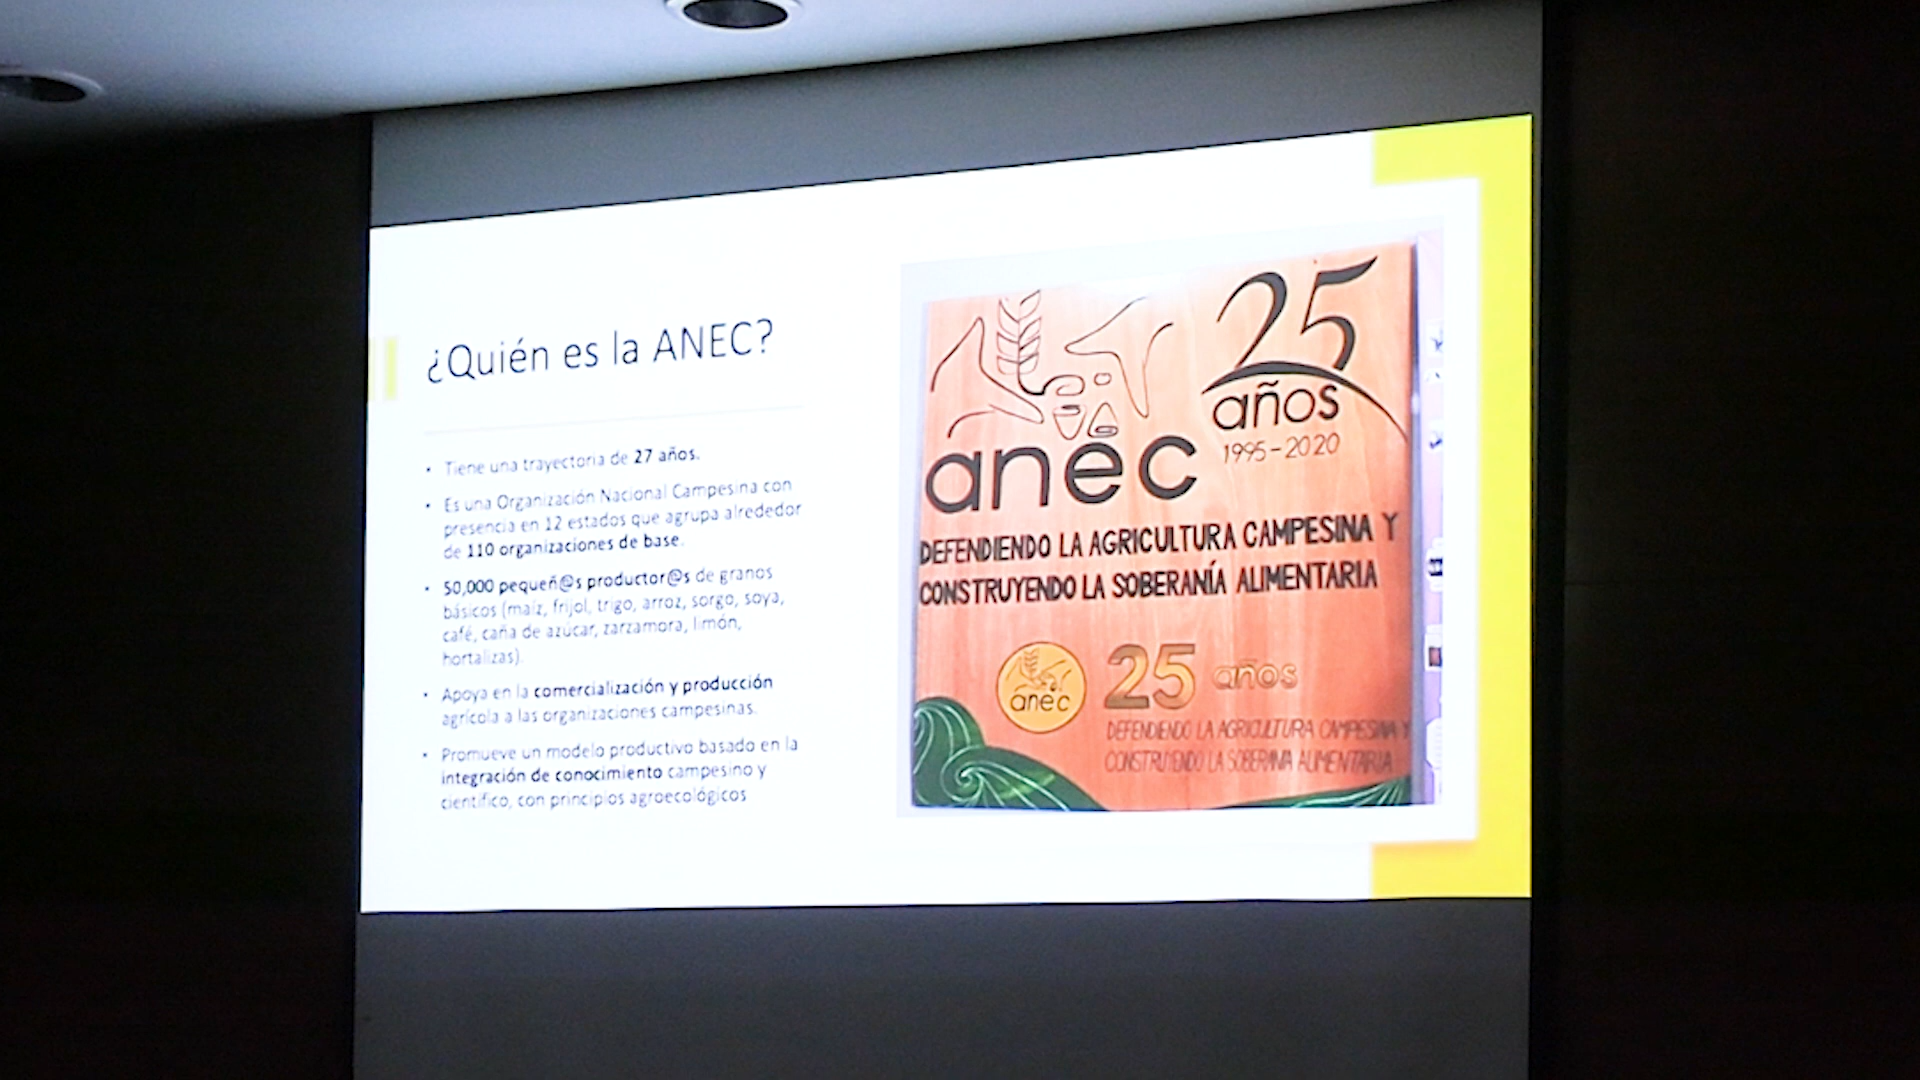 ¿Quién es la ANEC?
• Tiene una trayectoria de 27 años.
• Es una Organización Nacional Campesina con
presencia en 12 estados que agrupa alrededor
de 110 organizaciones de base.
• 50,000 pequeñ@s productor@s de granos
básicos (maíz, frijol, trigo, arroz, sorgo, soya,
café, caña de azúcar, zarzamora, limón,
hortalizas).
• Apoya en la comercialización y producción
agrícola a las organizaciones campesinas.
• Promueve un modelo productivo basado en la
integración de conocimiento campesino y
científico, con principios agroecológicos
25
años
1995-2020
anec
DEFENDIENDO LA AGRICULTURA CAMPESINA Y
CONSTRUYENDO LA SOBERANÍA ALIMENTARIA
anec
25 años
DEFENDIENDO LA AGRICULTURA CAMPESINA Y
CONSTRUYENDO LA SOBERANIA ALIMENTARIA